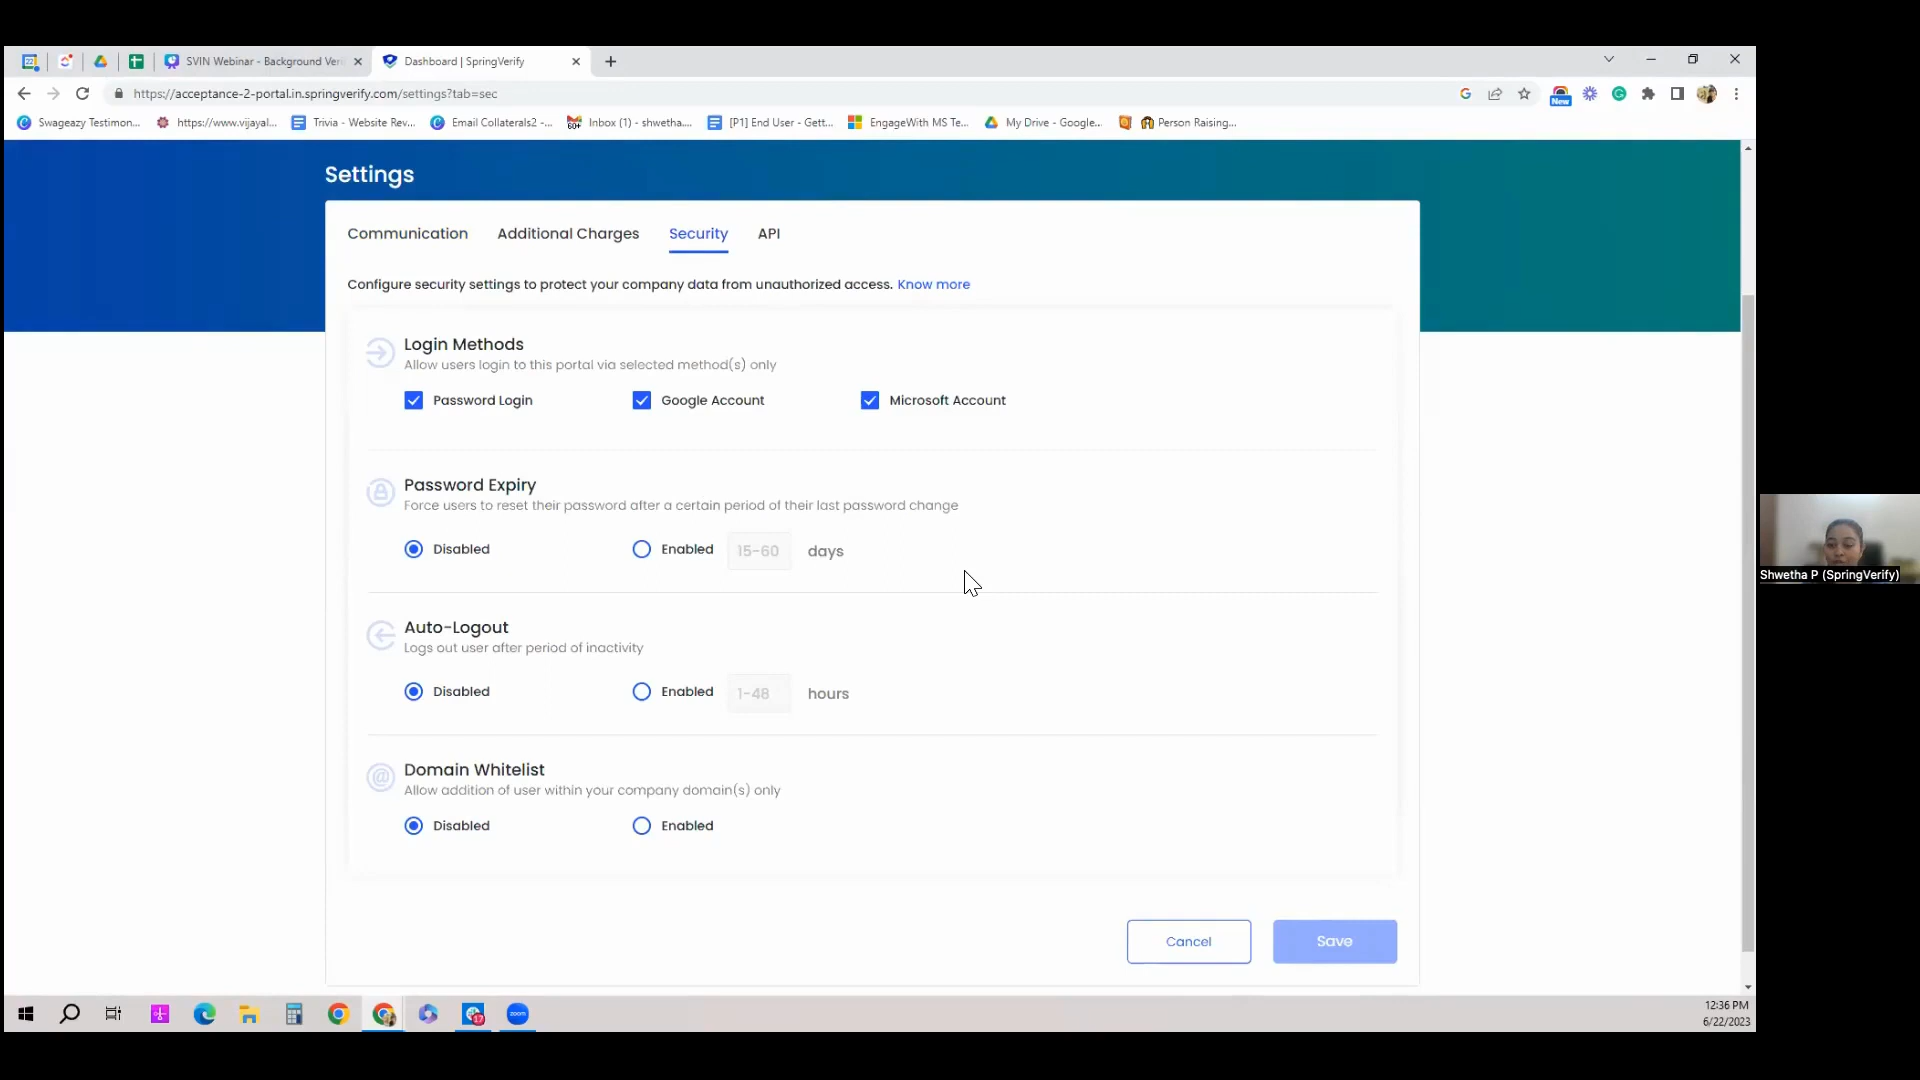 SVIN Webinar - Background Veri
Dashboard | SpringVerify
https://acceptance-2-portal.in.springverify.com/settings?tab=sec
New
Swageazy Testimon...
https://www.vijayal...
Trivia - Website Rev...
Email Collaterals2 -...
60+
Inbox (1) - shwetha....
[P1] End User - Gett...
EngageWith MS Te...
My Drive - Google...
Person Raising...
Settings
Communication
Additional Charges
Security
API
Configure security settings to protect your company data from unauthorized access. Know more
Login Methods
Allow users login to this portal via selected method(s) only
Password Login
Google Account
Microsoft Account
Password Expiry
Force users to reset their password after a certain period of their last password change
Disabled
Enabled
15-60
days
Auto-Logout
Logs out user after period of inactivity
Disabled
Enabled
1-48
hours
Domain Whitelist
Allow addition of user within your company domain(s) only
Disabled
Enabled
Cancel
Save
Shwetha P (SpringVerify)
17
zoom
12:36 PM
6/22/2023